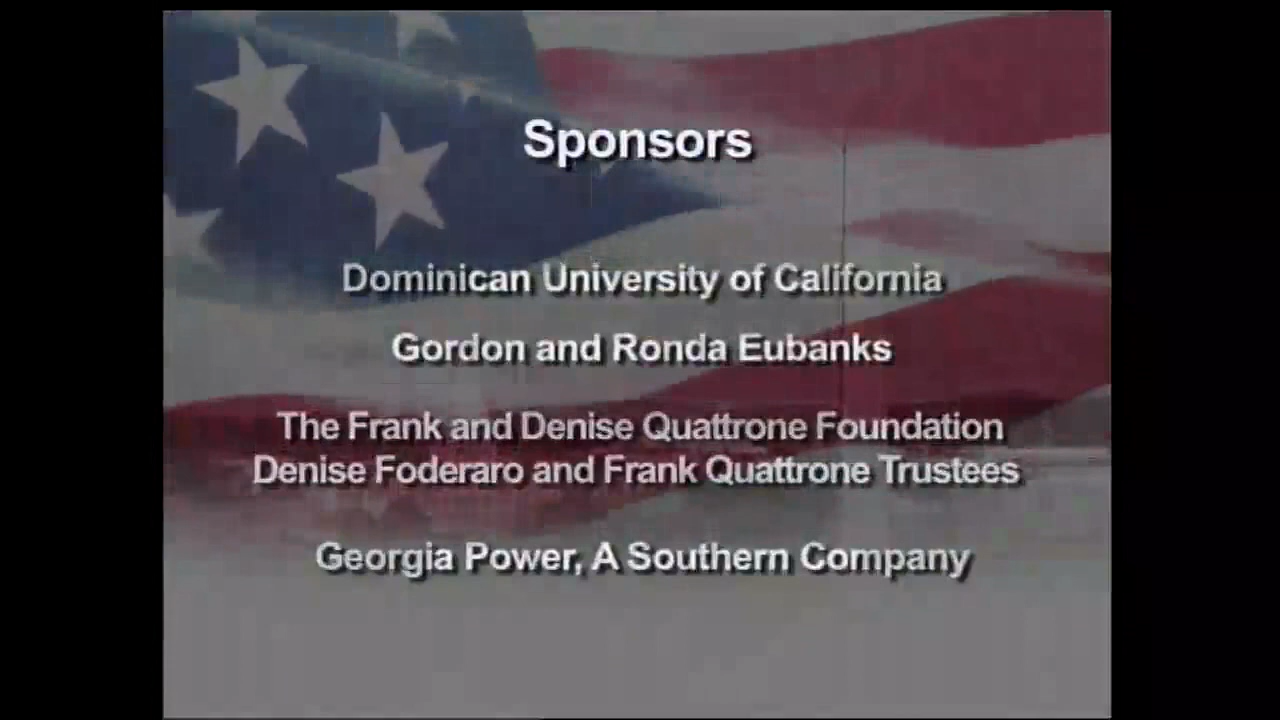 Sponsors
Dominican University of California
Gordon and Ronda Eubanks
The Frank and Denise Quattrone Foundation
Denise Foderaro and Frank Quattrone Trustees
Georgia Power, A Southern Company